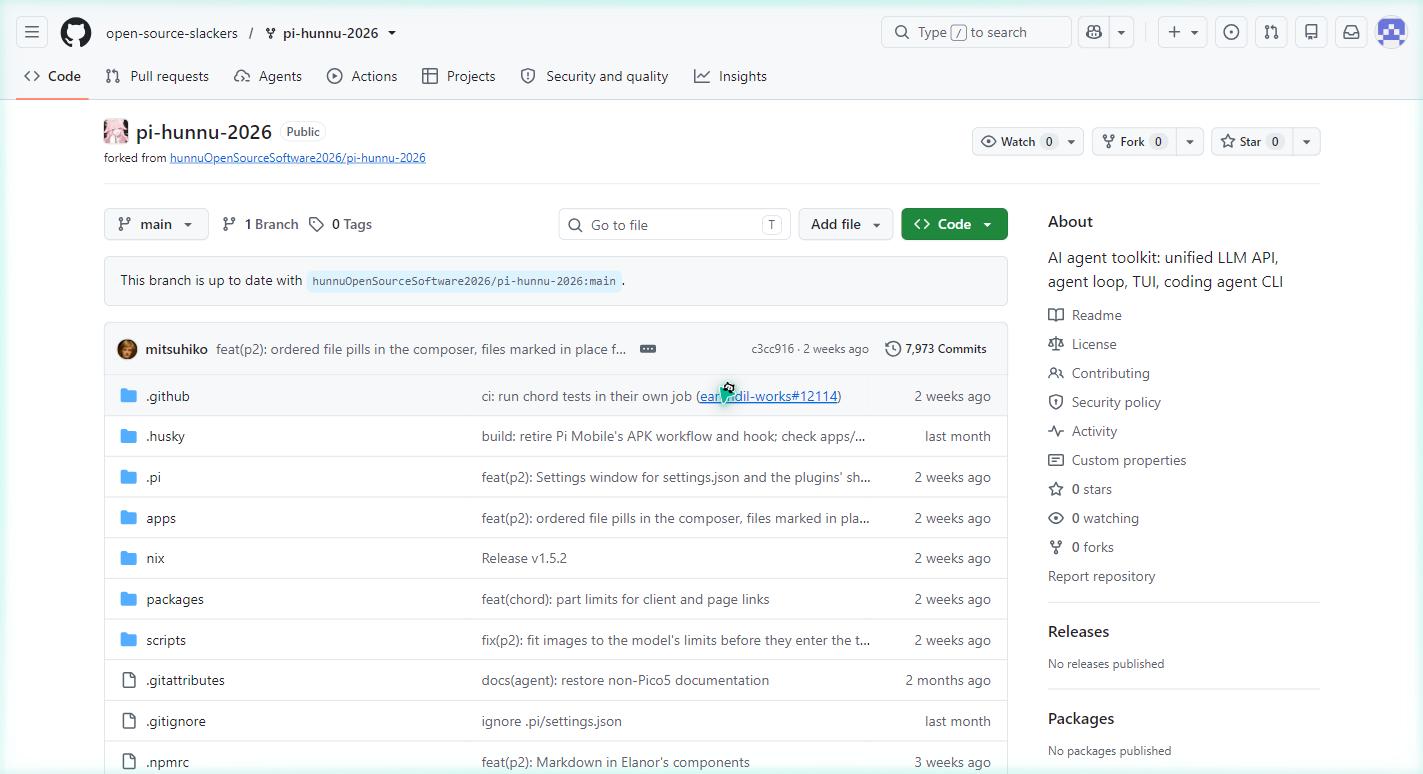 open-source-slackers / pi-hunnu-2026
Type / to search
Code Pull requests Agents Actions Projects Security and quality Insights
pi-hunnu-2026 Public
forked from hunnuOpenSourceSoftware2026/pi-hunnu-2026
Watch 0 Fork 0 Star 0
main 1 Branch 0 Tags Go to file T Add file Code
This branch is up to date with hunnuOpenSourceSoftware2026/pi-hunnu-2026:main.
mitsuhiko feat(p2): ordered file pills in the composer, files marked in place f... c3cc916 · 2 weeks ago 7,973 Commits
.github ci: run chord tests in their own job ( dil-works#12114) 2 weeks ago
.husky build: retire Pi Mobile's APK workflow and hook; check apps/... last month
.pi feat(p2): Settings window for settings.json and the plugins' sh... 2 weeks ago
apps feat(p2): ordered file pills in the composer, files marked in pla... 2 weeks ago
nix Release v1.5.2 2 weeks ago
packages feat(chord): part limits for client and page links 2 weeks ago
scripts fix(p2): fit images to the model's limits before they enter the t... 2 weeks ago
.gitattributes docs(agent): restore non-Pico5 documentation 2 months ago
.gitignore ignore .pi/settings.json last month
.npmrc feat(p2): Markdown in Elanor's components 3 weeks ago
About
AI agent toolkit: unified LLM API,
agent loop, TUI, coding agent CLI
Readme
License
Contributing
Security policy
Activity
Custom properties
0 stars
0 watching
0 forks
Report repository
Releases
No releases published
Packages
No packages published